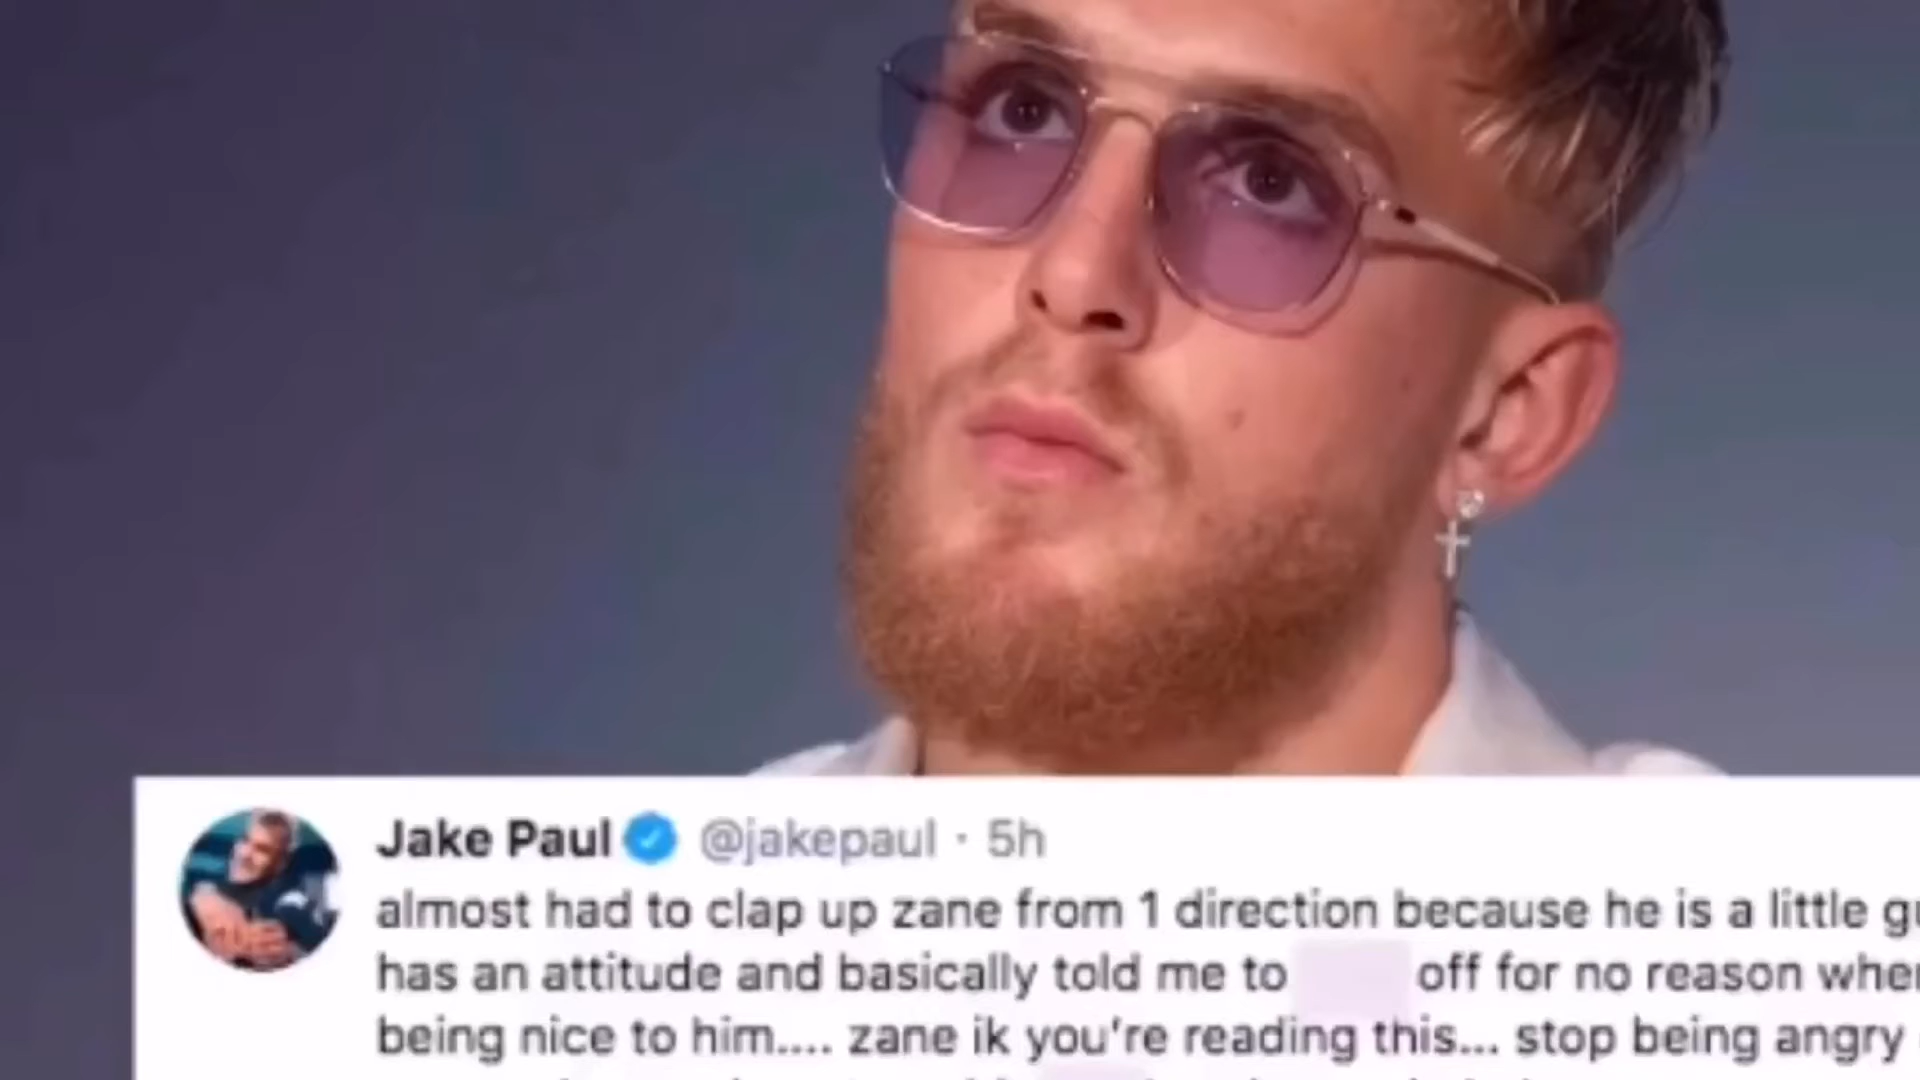 Jake Paul @jakepaul · 5h
almost had to clap up zane from 1 direction because he is a little
has an attitude and basically told me to off for no reason
being nice to him.... zane ik you're reading this... stop being angry